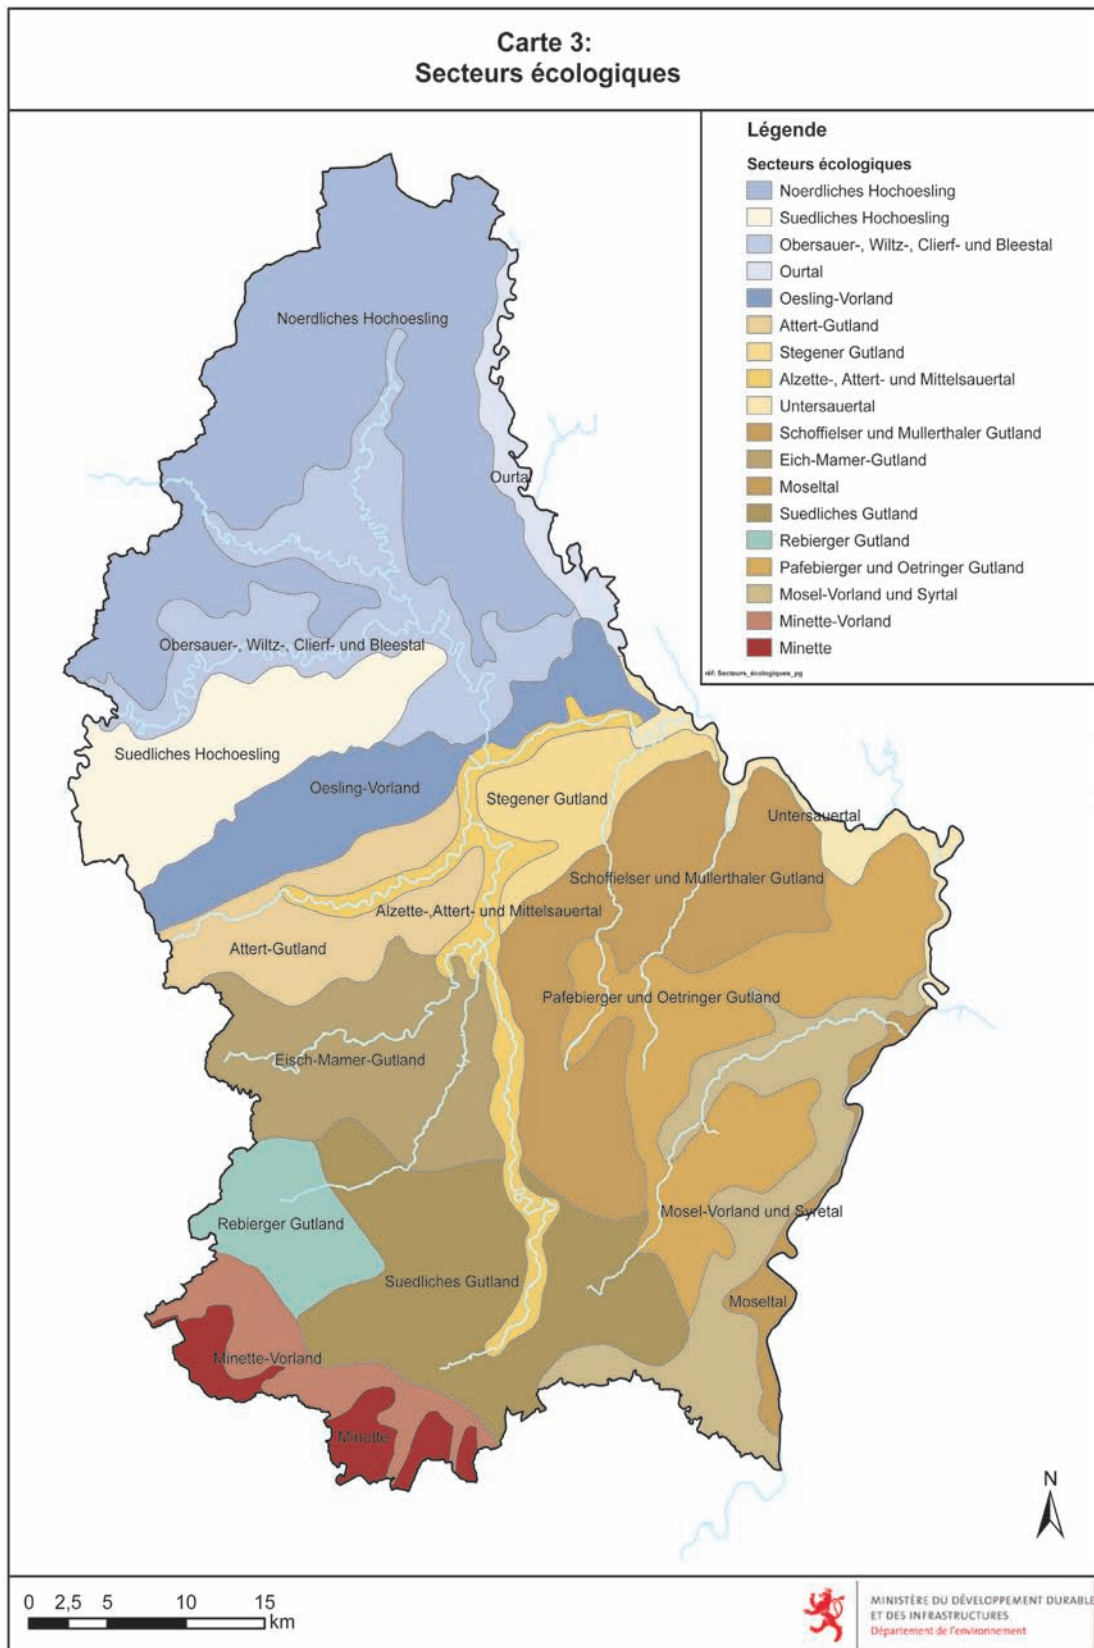 Carte 3:
Secteurs écologiques
Légende
Secteurs écologiques
Noerdliches Hochoesling
Suedliches Hochoesling
Obersauer-, Wiltz-, Clierf- und Bleestal
Ourtal
Oesling-Vorland
Attert-Gutland
Stegener Gutland
Alzette-, Attert- und Mittelsauertal
Untersauertal
Schoffielser und Mullerthaler Gutland
Eich-Mamer-Gutland
Moseltal
Suedliches Gutland
Rebierger Gutland
Pafebierger und Oetringer Gutland
Mosel-Vorland und Syrtal
Minette-Vorland
Minette
réf: Secteurs_écologiques_pg
Noerdliches Hochoesling
Ourtal
Obersauer-, Wiltz-, Clierf- und Bleestal
Suedliches Hochoesling
Oesling-Vorland
Stegener Gutland
Untersauertal
Schoffielser und Mullerthaler Gutland
Alzette-,Attert- und Mittelsauertal
Attert-Gutland
Pafebierger und Oetringer Gutland
Eisch-Mamer-Gutland
Mosel-Vorland und Syretal
Rebierger Gutland
Suedliches Gutland
Moseltal
Minette-Vorland
Minette
N
0 2,5 5 10 15
km
MINISTÈRE DU DÉVELOPPEMENT DURABLE
ET DES INFRASTRUCTURES
Département de l'environnement